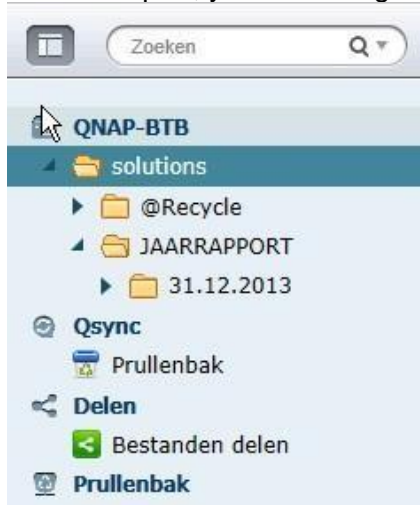 Zoeken
QNAP-BTB
solutions
@Recycle
JAARRAPPORT
31.12.2013
Qsync
Prullenbak
Delen
Bestanden delen
Prullenbak